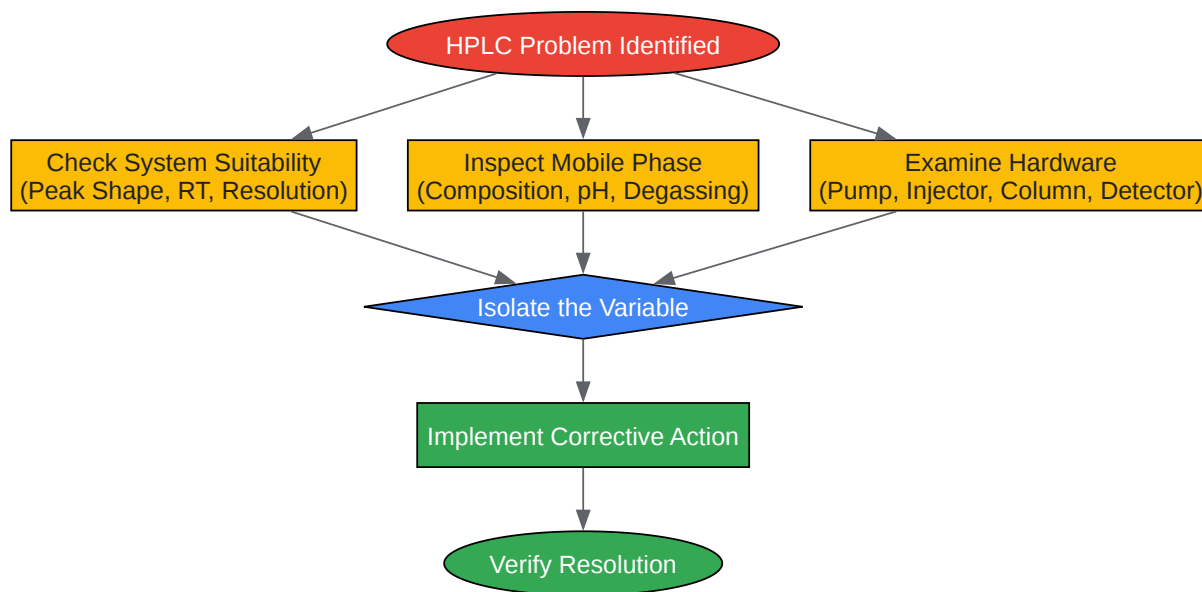 HPLC Problem Identified
Check System Suitability
(Peak Shape, RT, Resolution)
Inspect Mobile Phase
(Composition, pH, Degassing)
Examine Hardware
(Pump, Injector, Column, Detector)
Isolate the Variable
Implement Corrective Action
Verify Resolution